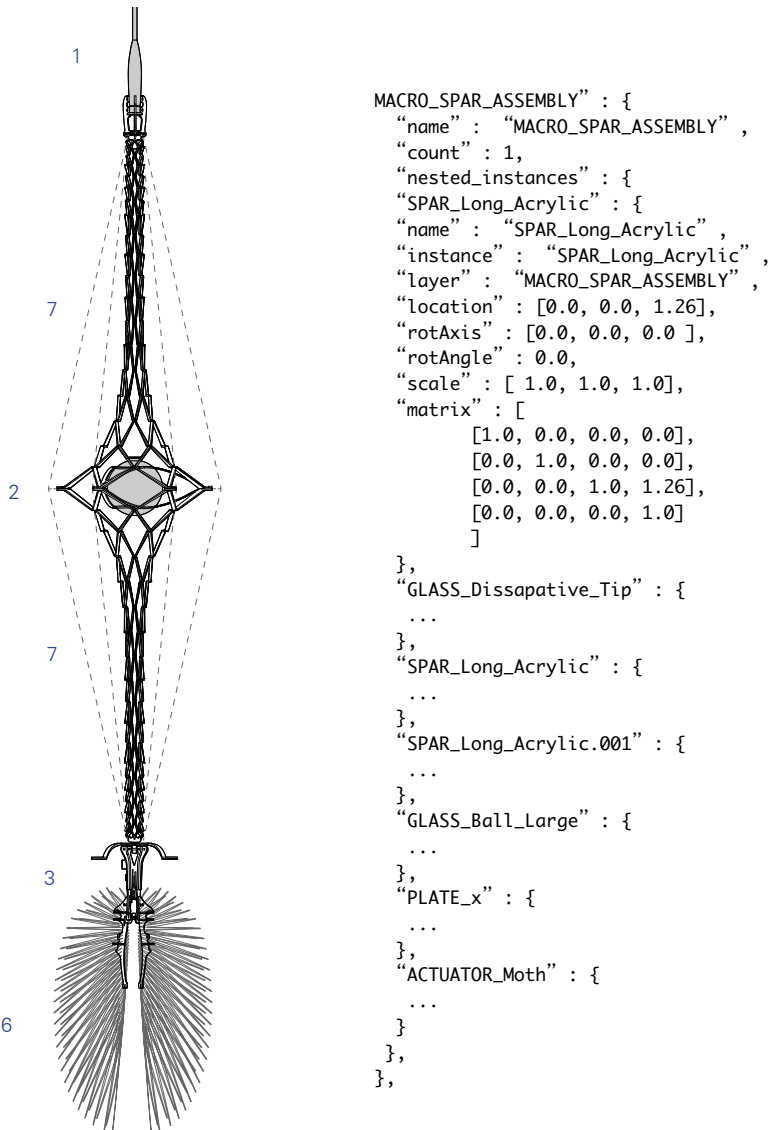 1
7
2
7
3
6
MACRO_SPAR_ASSEMBLY” : {
“name” : “MACRO_SPAR_ASSEMBLY” ,
“count” : 1,
“nested_instances” : {
“SPAR_Long_Acrylic” : {
“name” : “SPAR_Long_Acrylic” ,
“instance” : “SPAR_Long_Acrylic” ,
“layer” : “MACRO_SPAR_ASSEMBLY” ,
“location” : [0.0, 0.0, 1.26],
“rotAxis” : [0.0, 0.0, 0.0 ],
“rotAngle” : 0.0,
“scale” : [ 1.0, 1.0, 1.0],
“matrix” : [
[1.0, 0.0, 0.0, 0.0],
[0.0, 1.0, 0.0, 0.0],
[0.0, 0.0, 1.0, 1.26],
[0.0, 0.0, 0.0, 1.0]
]
},
“GLASS_Dissapative_Tip” : {
...
},
“SPAR_Long_Acrylic” : {
...
},
“SPAR_Long_Acrylic.001” : {
...
},
“GLASS_Ball_Large” : {
...
},
“PLATE_x” : {
...
},
“ACTUATOR_Moth” : {
...
}
},
},